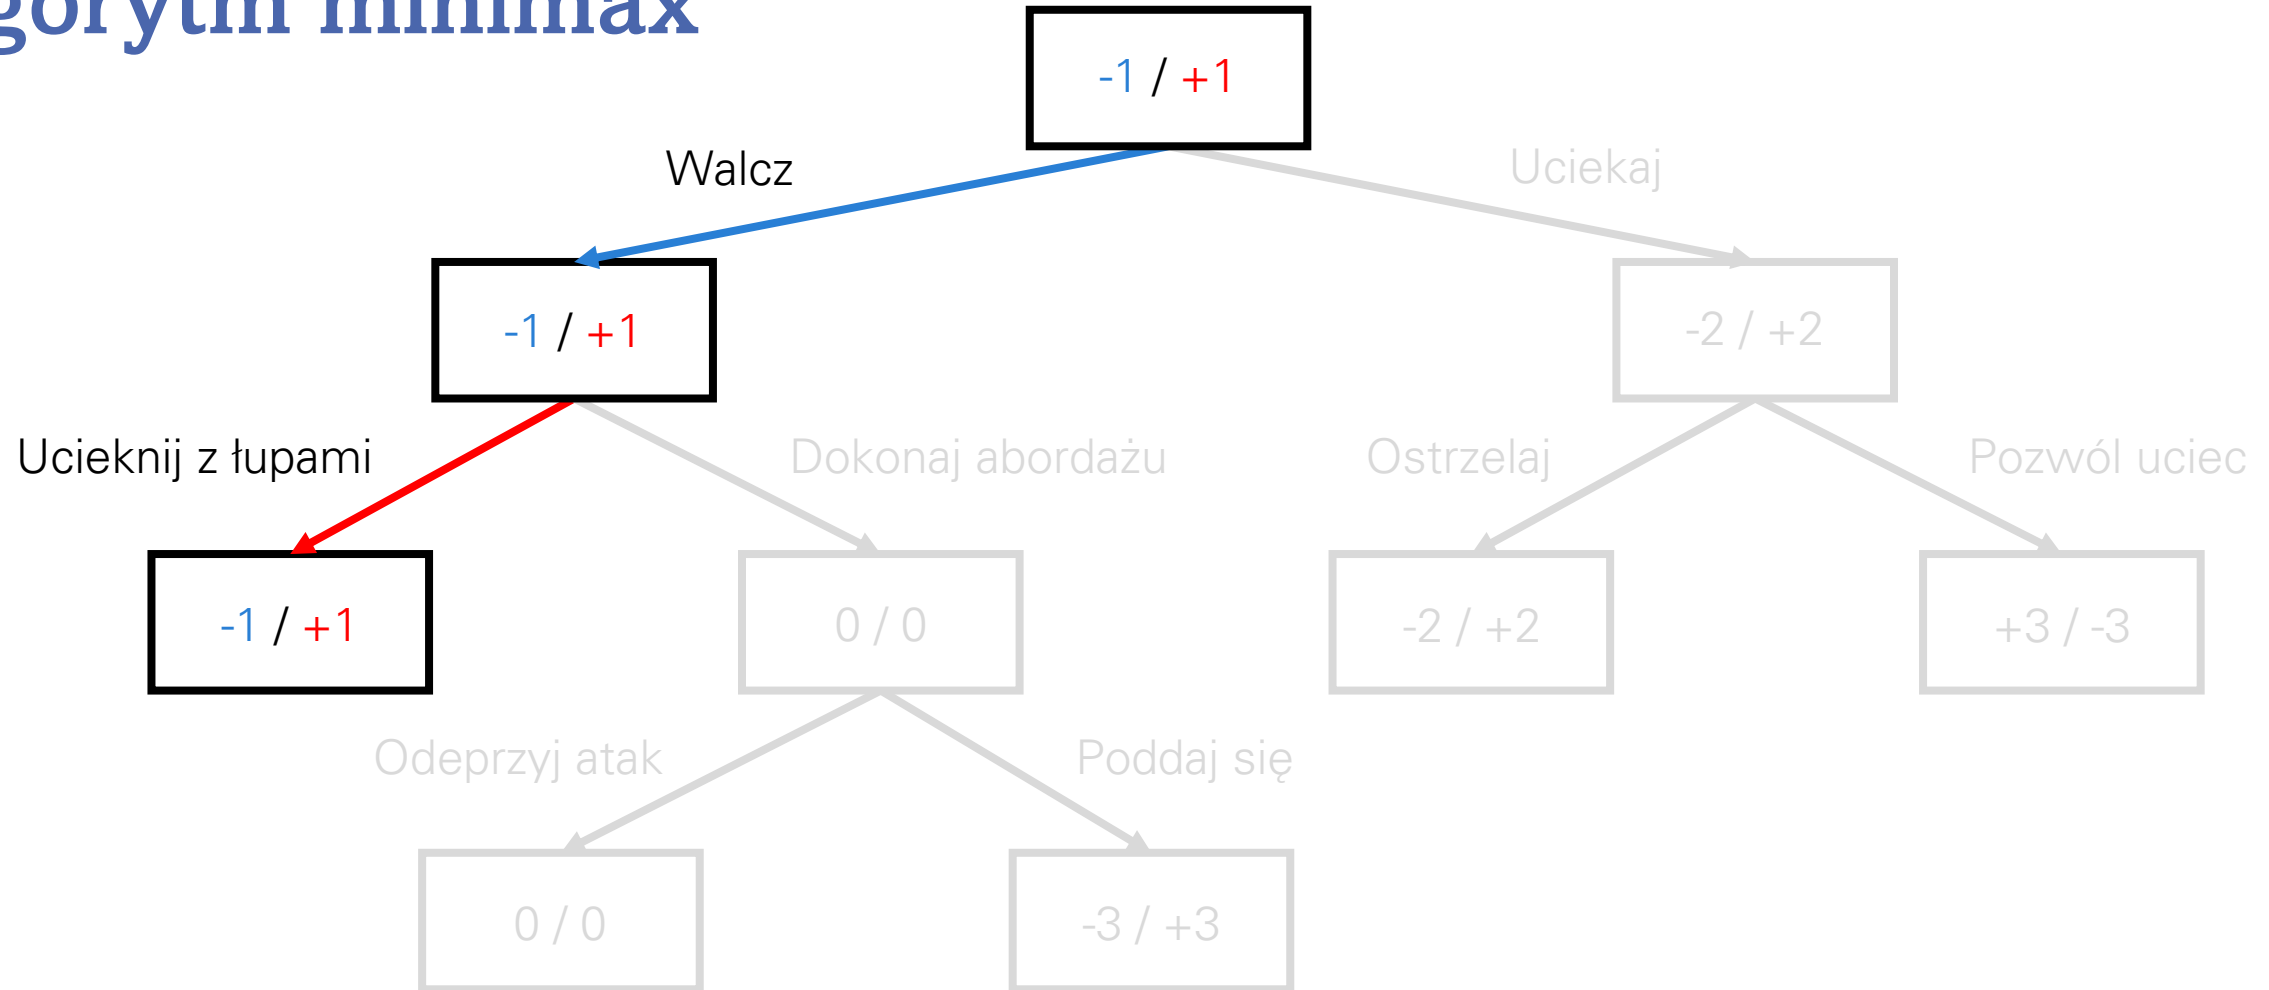 gorytm minimax
-1 / +1
Walcz
Uciekaj
-1 / +1
-2 / +2
Ucieknij z łupami
Dokonaj abordażu
Ostrzelaj
Pozwól uciec
-1 / +1
0 / 0
-2 / +2
+3 / -3
Odeprzyj atak
Poddaj się
0 / 0
-3 / +3